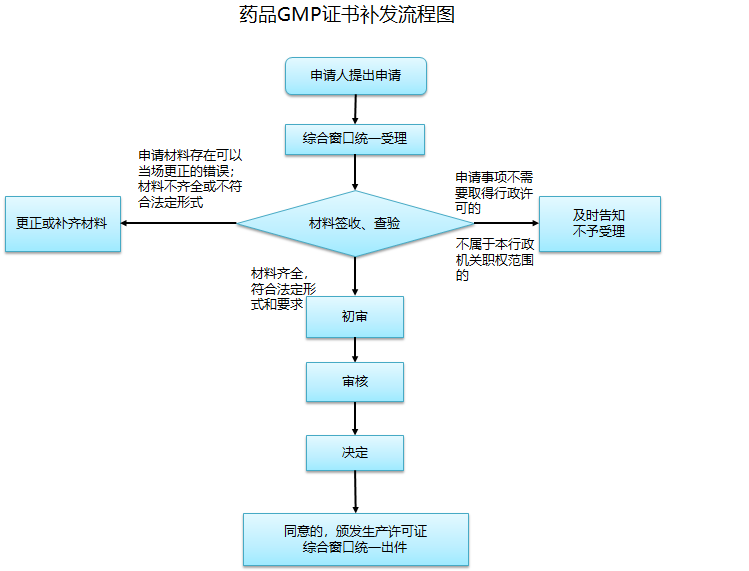 药品GMP证书补发流程图
申请人提出申请
综合窗口统一受理
申请材料存在可以
当场更正的错误；
材料不齐全或不符
合法定形式
申请事项不需
要取得行政许
可的
更正或补齐材料
材料签收、查验
及时告知
不予受理
不属于本行政
机关职权范围
的
材料齐全，
符合法定形
式和要求
初审
审核
决定
同意的，颁发生产许可证
综合窗口统一出件